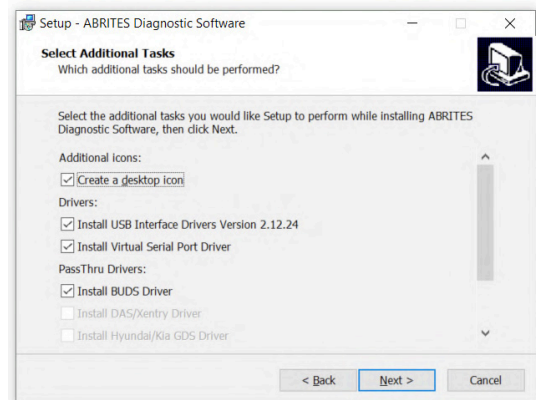 Setup - ABRITES Diagnostic Software
Select Additional Tasks
Which additional tasks should be performed?
Select the additional tasks you would like Setup to perform while installing ABRITES
Diagnostic Software, then click Next.
Additional icons:
Create a desktop icon
Drivers:
Install USB Interface Drivers Version 2.12.24
Install Virtual Serial Port Driver
PassThru Drivers:
Install BUDS Driver
Install DAS/Xentry Driver
Install Hyundai/Kia GDS Driver
< Back Next > Cancel